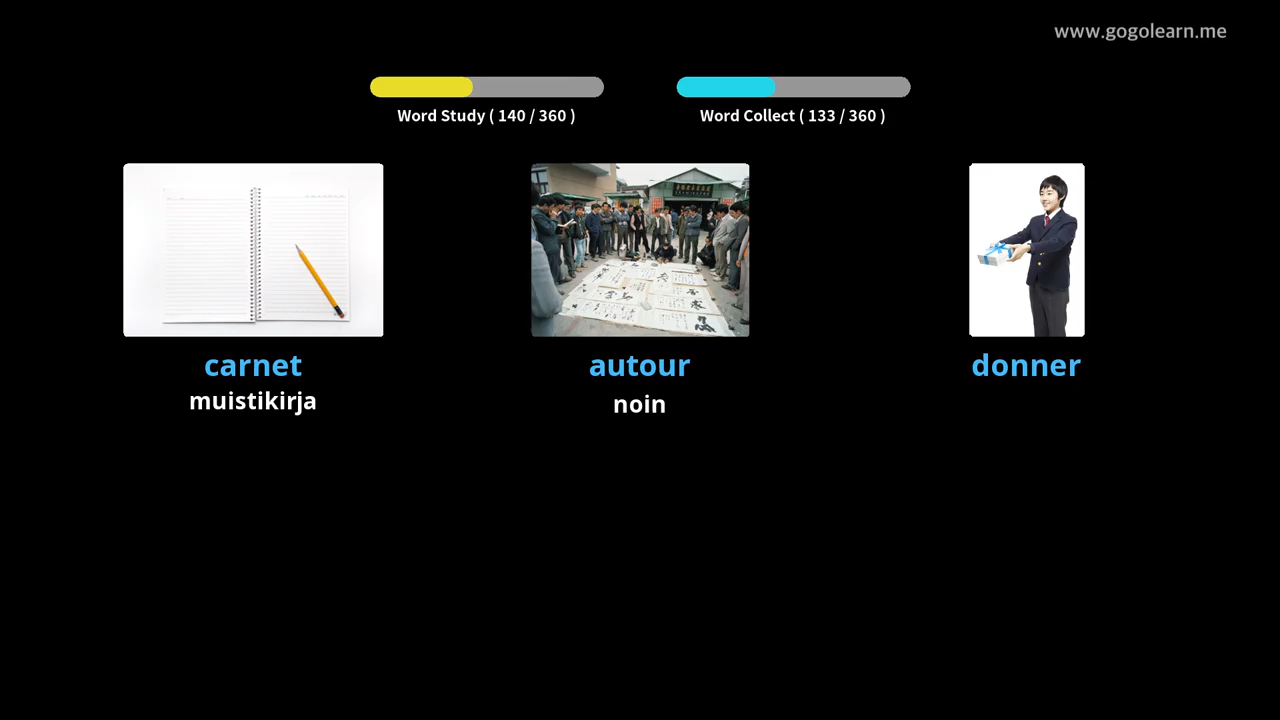 www.gogolearn.me
Word Study ( 140 / 360 )
Word Collect ( 133 / 360 )
carnet
muistikirja
autour
noin
donner